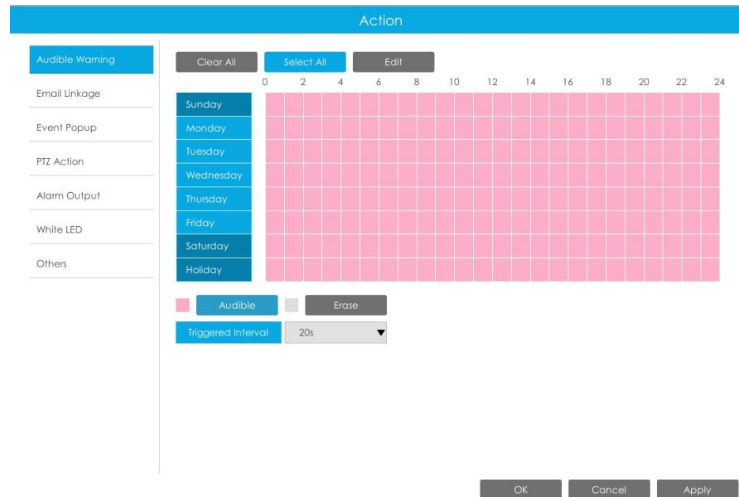 Action
Audible Warning
Email Linkage
Event Popup
PTZ Action
Alarm Output
White LED
Others
Clear All Select All Edit
0 2 4 6 8 10 12 14 16 18 20 22 24
Sunday
Monday
Tuesday
Wednesday
Thursday
Friday
Saturday
Holiday
Audible Erase
Triggered Interval 20s
OK Cancel Apply